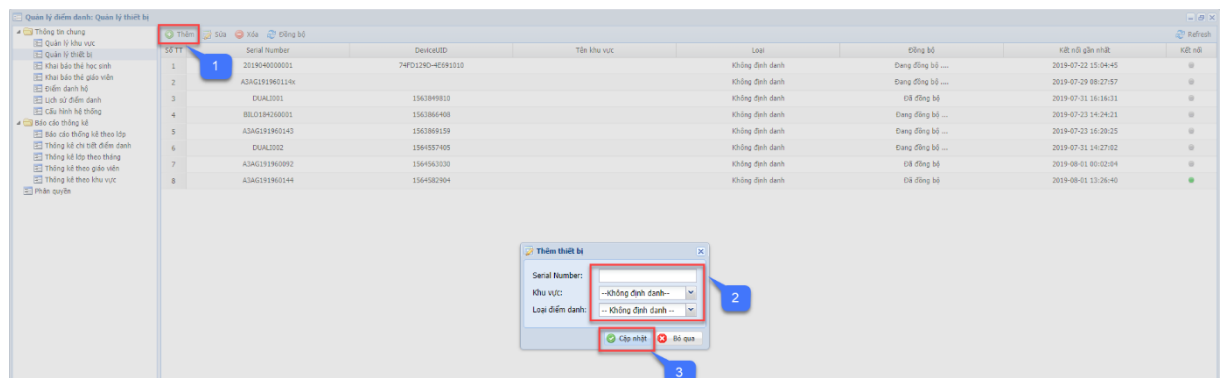 Quản lý điểm danh: Quản lý thiết bị
Thông tin chung
Quản lý khu vực
Quản lý thiết bị
Khai báo thẻ học sinh
Khai báo thẻ giáo viên
Điểm danh hộ
Lịch sử điểm danh
Cấu hình hệ thống
Báo cáo thống kê
Báo cáo thống kê theo lớp
Thống kê chi tiết điểm danh
Thống kê lớp theo tháng
Thống kê theo giáo viên
Thống kê theo khu vực
Phân quyền
Thêm Sửa Xóa Đồng bộ Refresh
Số TT Serial Number DeviceUID Tên khu vực Loại Đồng bộ Kết nối gần nhất Kết nối
1 2019040000001 74FD129D-4E691010 Không định danh Đang đồng bộ .... 2019-07-22 15:04:45
2 A3AG191960114x Không định danh Đang đồng bộ .... 2019-07-29 08:27:57
3 DUALI001 1563849810 Không định danh Đã đồng bộ 2019-07-31 16:16:31
4 B8LD184260001 1563866408 Không định danh Đang đồng bộ ... 2019-07-23 14:24:21
5 A3AG191960143 1563869159 Không định danh Đang đồng bộ ... 2019-07-23 16:20:25
6 DUALI002 1564557405 Không định danh Đang đồng bộ ... 2019-07-31 14:27:02
7 A3AG191960092 1564563030 Không định danh Đã đồng bộ 2019-08-01 00:02:04
8 A3AG191960144 1564582904 Không định danh Đã đồng bộ 2019-08-01 13:26:40
1
Thêm thiết bị
Serial Number:
Khu vực: --Không định danh--
Loại điểm danh: -- Không định danh --
2
Cập nhật Bỏ qua
3